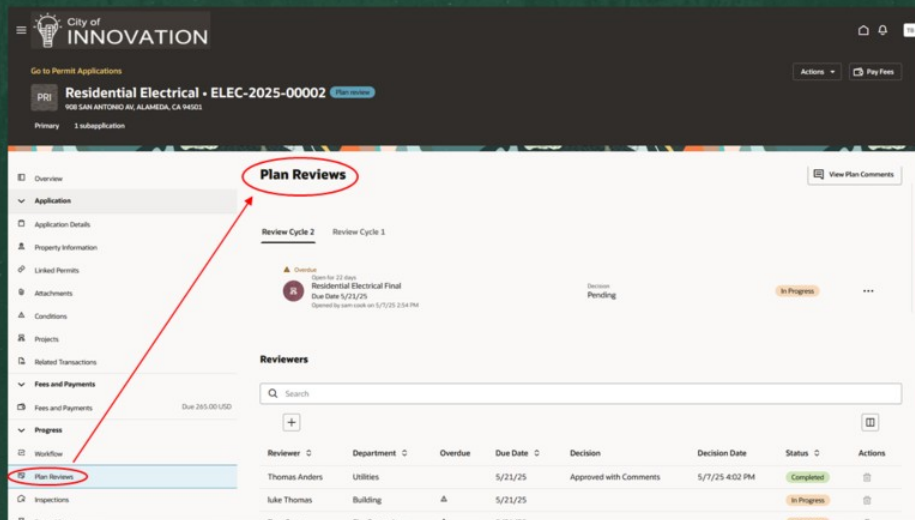 City of
INNOVATION
Go to Permit Applications
Actions
Pay Fees
PRI
Residential Electrical • ELEC-2025-00002 Plan review
908 SAN ANTONIO AV, ALAMEDA, CA 94501
Primary 1 subapplication
Overview
Application
Application Details
Property Information
Linked Permits
Attachments
Conditions
Projects
Related Transactions
Fees and Payments
Fees and Payments Due 265.00 USD
Progress
Workflow
Plan Reviews
Inspections
Plan Reviews
View Plan Comments
Review Cycle 2 Review Cycle 1
Overdue
Open for 22 days
Residential Electrical Final
Due Date 5/21/25
Opened by sam cook on 5/7/25 2:54 PM
Decision
Pending
In Progress
Reviewers
Search
Reviewer Department Overdue Due Date Decision Decision Date Status Actions
Thomas Anders Utilities 5/21/25 Approved with Comments 5/7/25 4:02 PM Completed
luke Thomas Building 5/21/25 In Progress